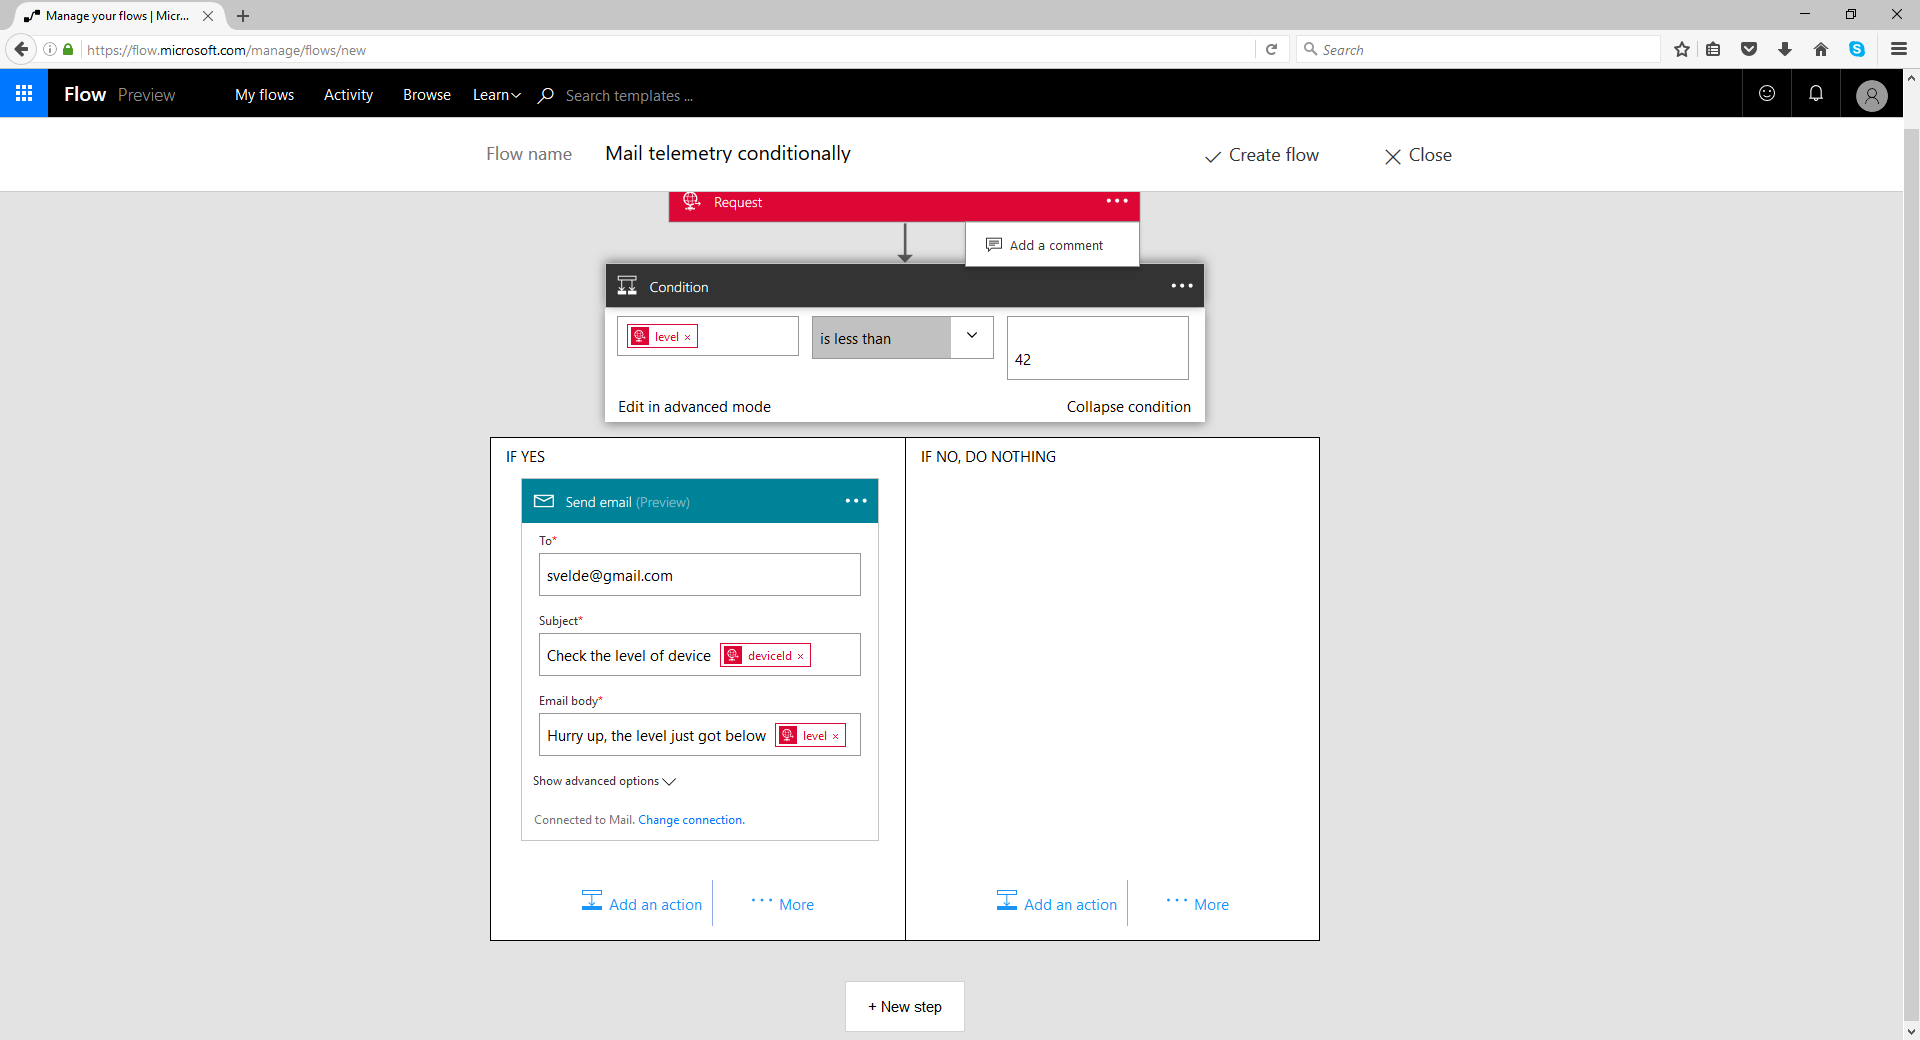 Manage your flows | Micr...
https://flow.microsoft.com/manage/flows/new
Search
Flow Preview My flows Activity Browse Learn Search templates ...
Flow name Mail telemetry conditionally Create flow Close
Request
Add a comment
Condition
level × is less than 42
Edit in advanced mode Collapse condition
IF YES
Send email (Preview)
To*
svelde@gmail.com
Subject*
Check the level of device deviceId ×
Email body*
Hurry up, the level just got below level ×
Show advanced options
Connected to Mail. Change connection.
Add an action ... More
IF NO, DO NOTHING
Add an action ... More
+ New step